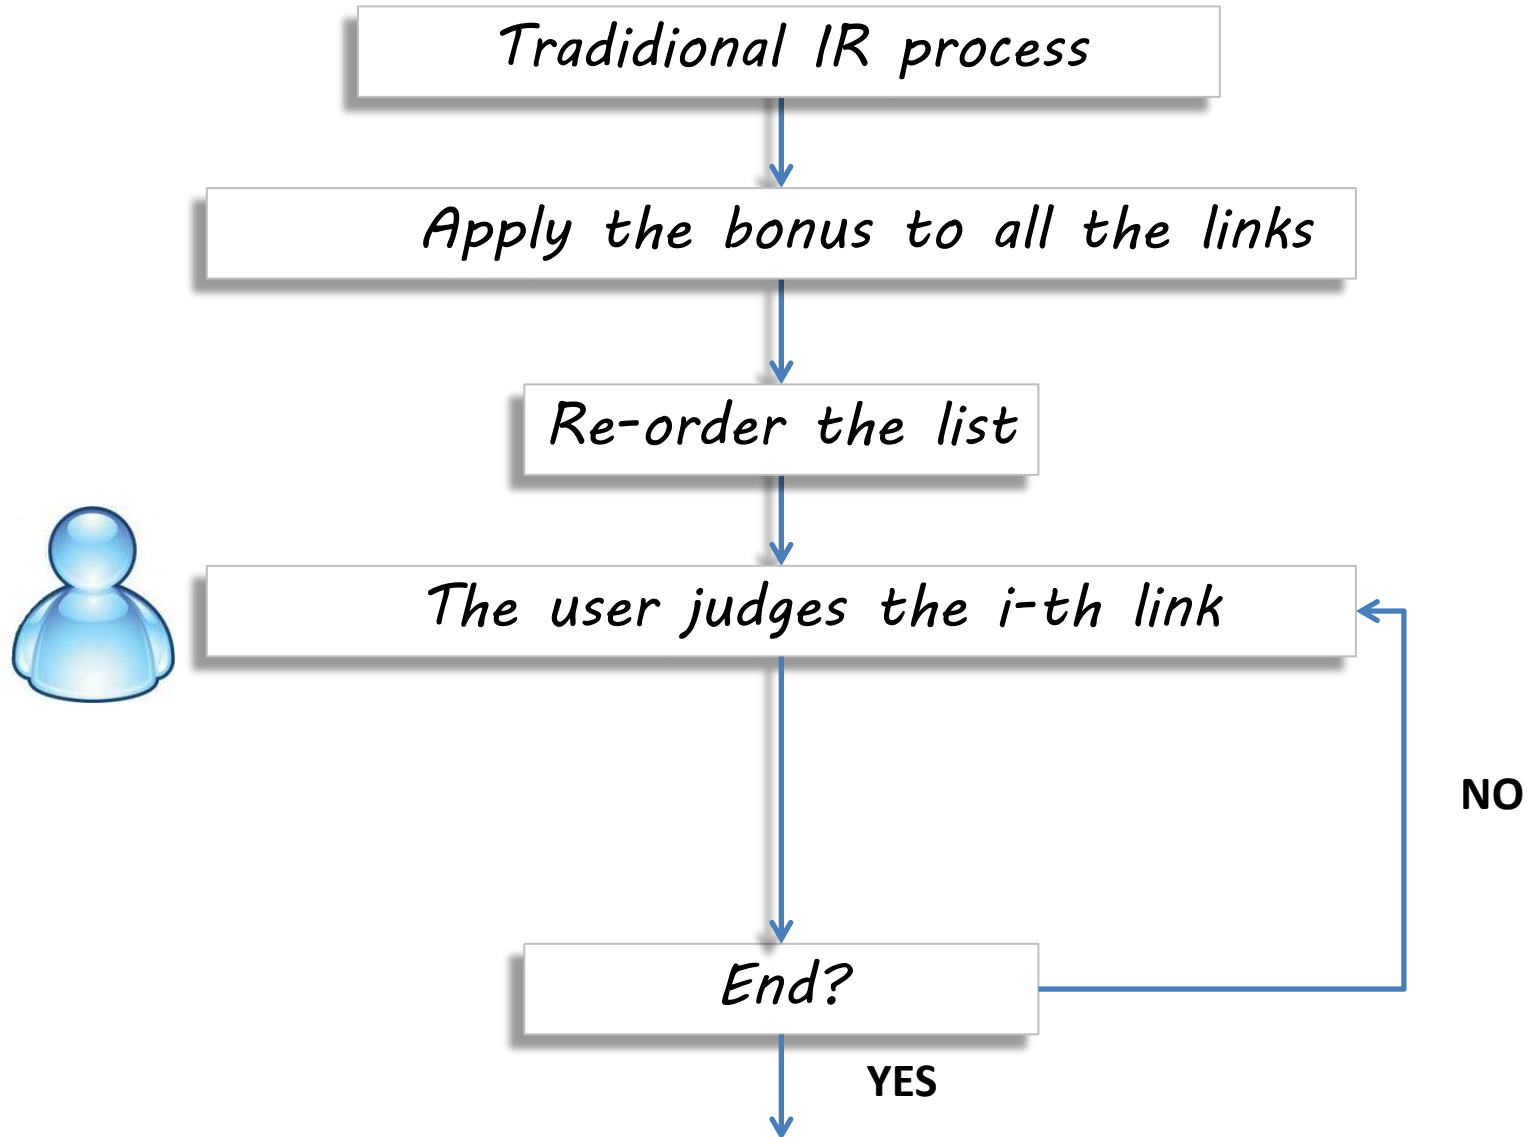 Tradidional IR process
Apply the bonus to all the links
Re-order the list
The user judges the i-th link
NO
End?
YES